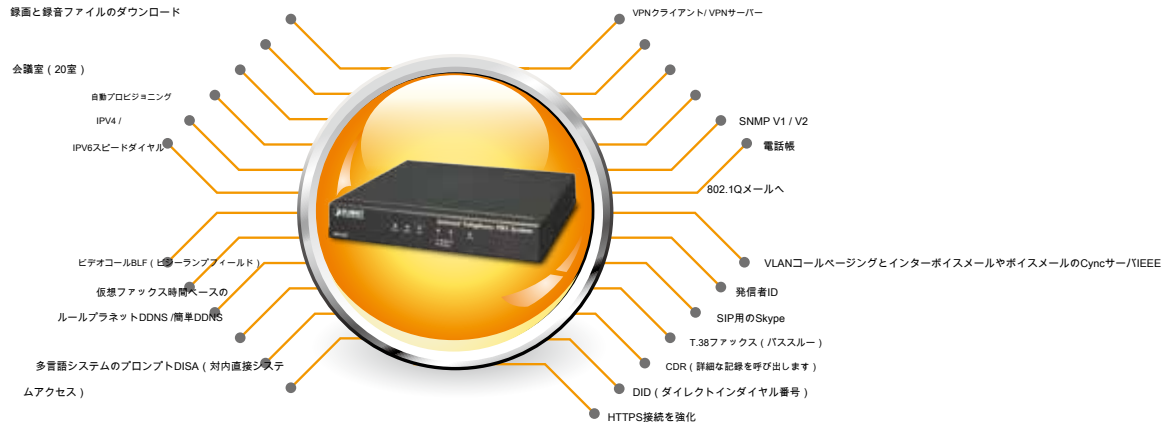 録画と録音ファイルのダウンロード
会議室（20室）
自動プロビジョニング
IPV4 /
IPV6スピードダイヤル
ビデオコールBLF（ビジーランプフィールド）
仮想ファックス時間ベースの
ルールプラネットDDNS /簡単DDNS
多言語システムのプロンプトDISA（対内直接システ
ムアクセス）
PLANET
Internet Telephony PBX System
VPNクライアント/ VPNサーバー
SNMP V1 / V2
電話帳
802.1Qメールへ
VLANコールページングとインターボイスメールやボイスメールのCyncサーバIEEE
発信者ID
SIP用のSkype
T.38ファックス（パススルー）
CDR（詳細な記録を呼び出します）
DID（ダイレクトインダイヤル番号）
HTTPS接続を強化